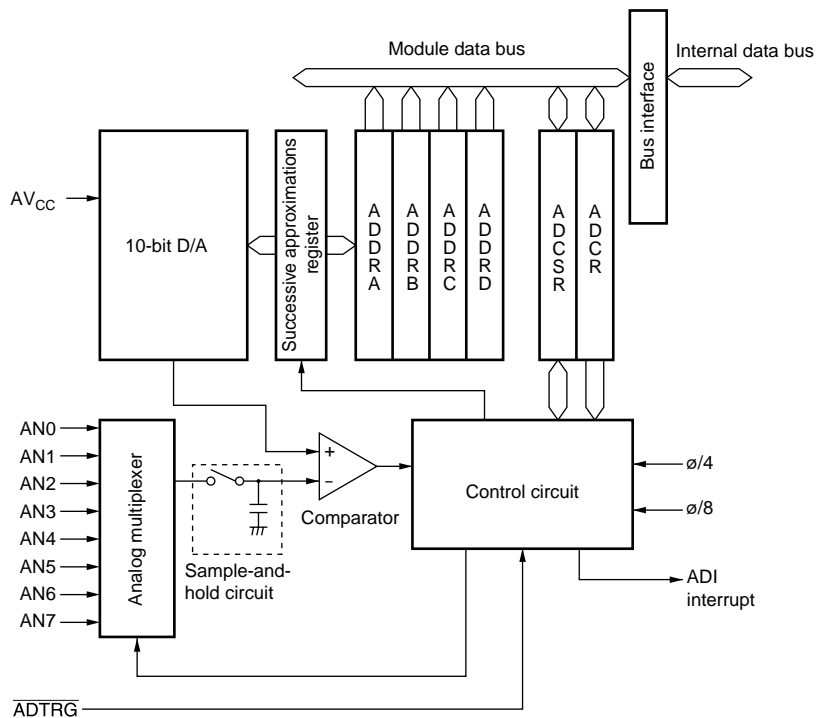 Module data bus
Internal data bus
Bus interface
AVCC
10-bit D/A
Successive approximations
register
ADDRA
ADDRB
ADDRC
ADDRD
ADCSR
ADCR
AN0
AN1
AN2
AN3
AN4
AN5
AN6
AN7
Analog multiplexer
+
−
Comparator
Sample-and-
hold circuit
Control circuit
ø/4
ø/8
ADI
interrupt
ADTRG